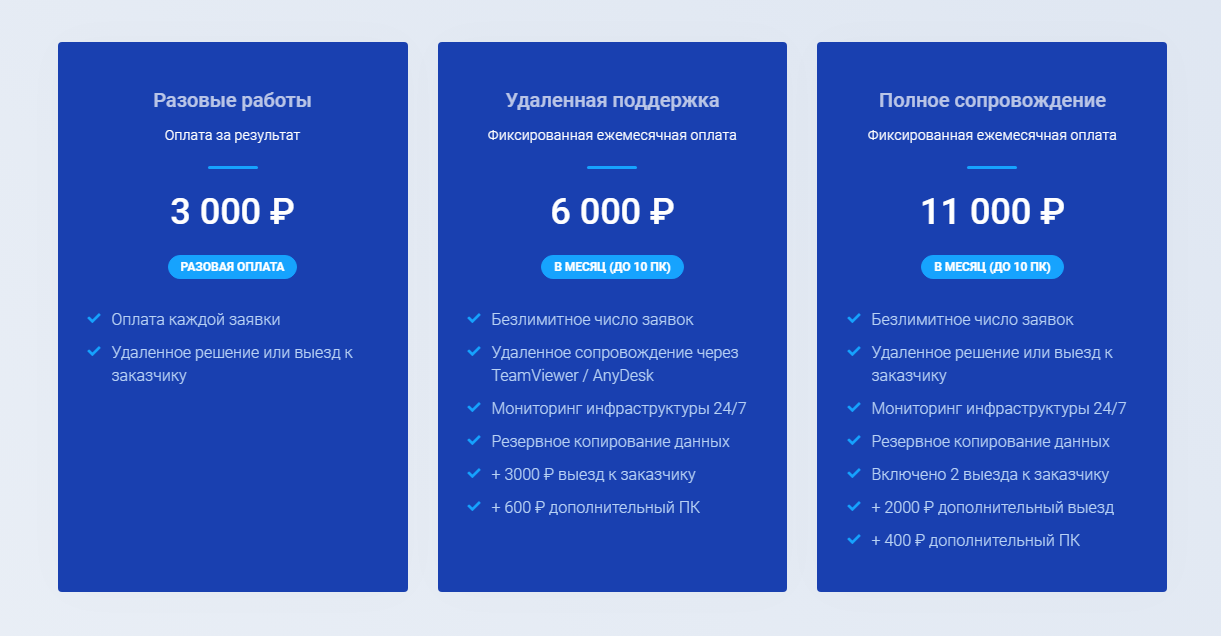 Разовые работы
Оплата за результат
3 000 ₽
РАЗОВАЯ ОПЛАТА
Оплата каждой заявки
Удаленное решение или выезд к
заказчику
Удаленная поддержка
Фиксированная ежемесячная оплата
6 000 ₽
В МЕСЯЦ (ДО 10 ПК)
Безлимитное число заявок
Удаленное сопровождение через
TeamViewer / AnyDesk
Мониторинг инфраструктуры 24/7
Резервное копирование данных
+ 3000 ₽ выезд к заказчику
+ 600 ₽ дополнительный ПК
Полное сопровождение
Фиксированная ежемесячная оплата
11 000 ₽
В МЕСЯЦ (ДО 10 ПК)
Безлимитное число заявок
Удаленное решение или выезд к
заказчику
Мониторинг инфраструктуры 24/7
Резервное копирование данных
Включено 2 выезда к заказчику
+ 2000 ₽ дополнительный выезд
+ 400 ₽ дополнительный ПК